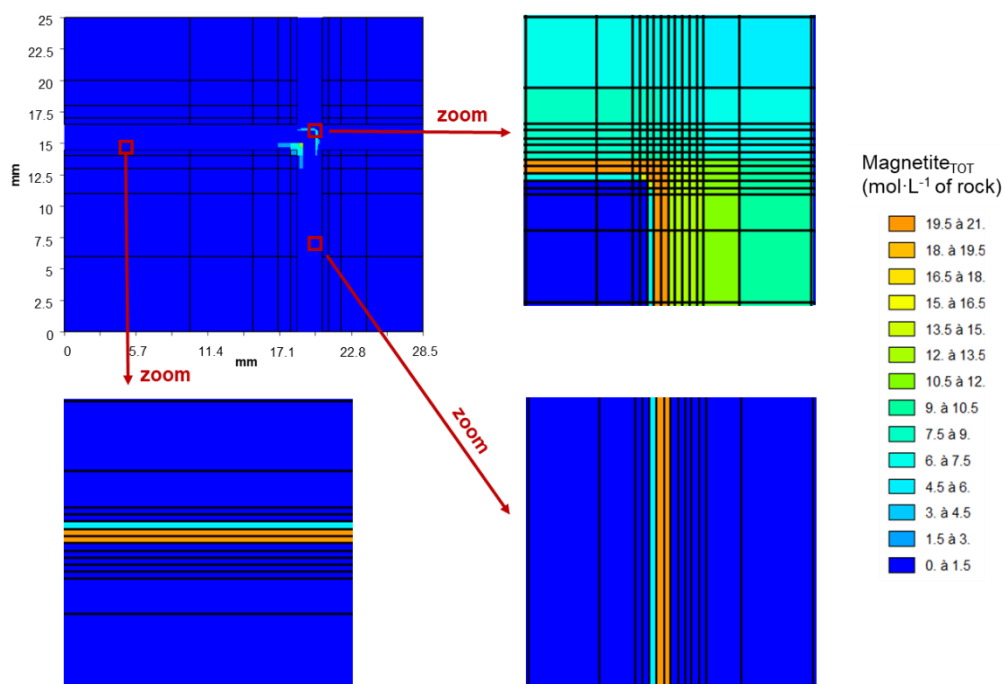 25
22.5
20
17.5
15
12.5
10
7.5
5
2.5
0
mm
0
5.7
11.4
17.1
22.8
28.5
mm
zoom
zoom
zoom
Magnetite_TOT
(mol·L⁻¹ of rock)
19.5 à 21.
18. à 19.5
16.5 à 18.
15. à 16.5
13.5 à 15.
12. à 13.5
10.5 à 12.
9. à 10.5
7.5 à 9.
6. à 7.5
4.5 à 6.
3. à 4.5
1.5 à 3.
0. à 1.5